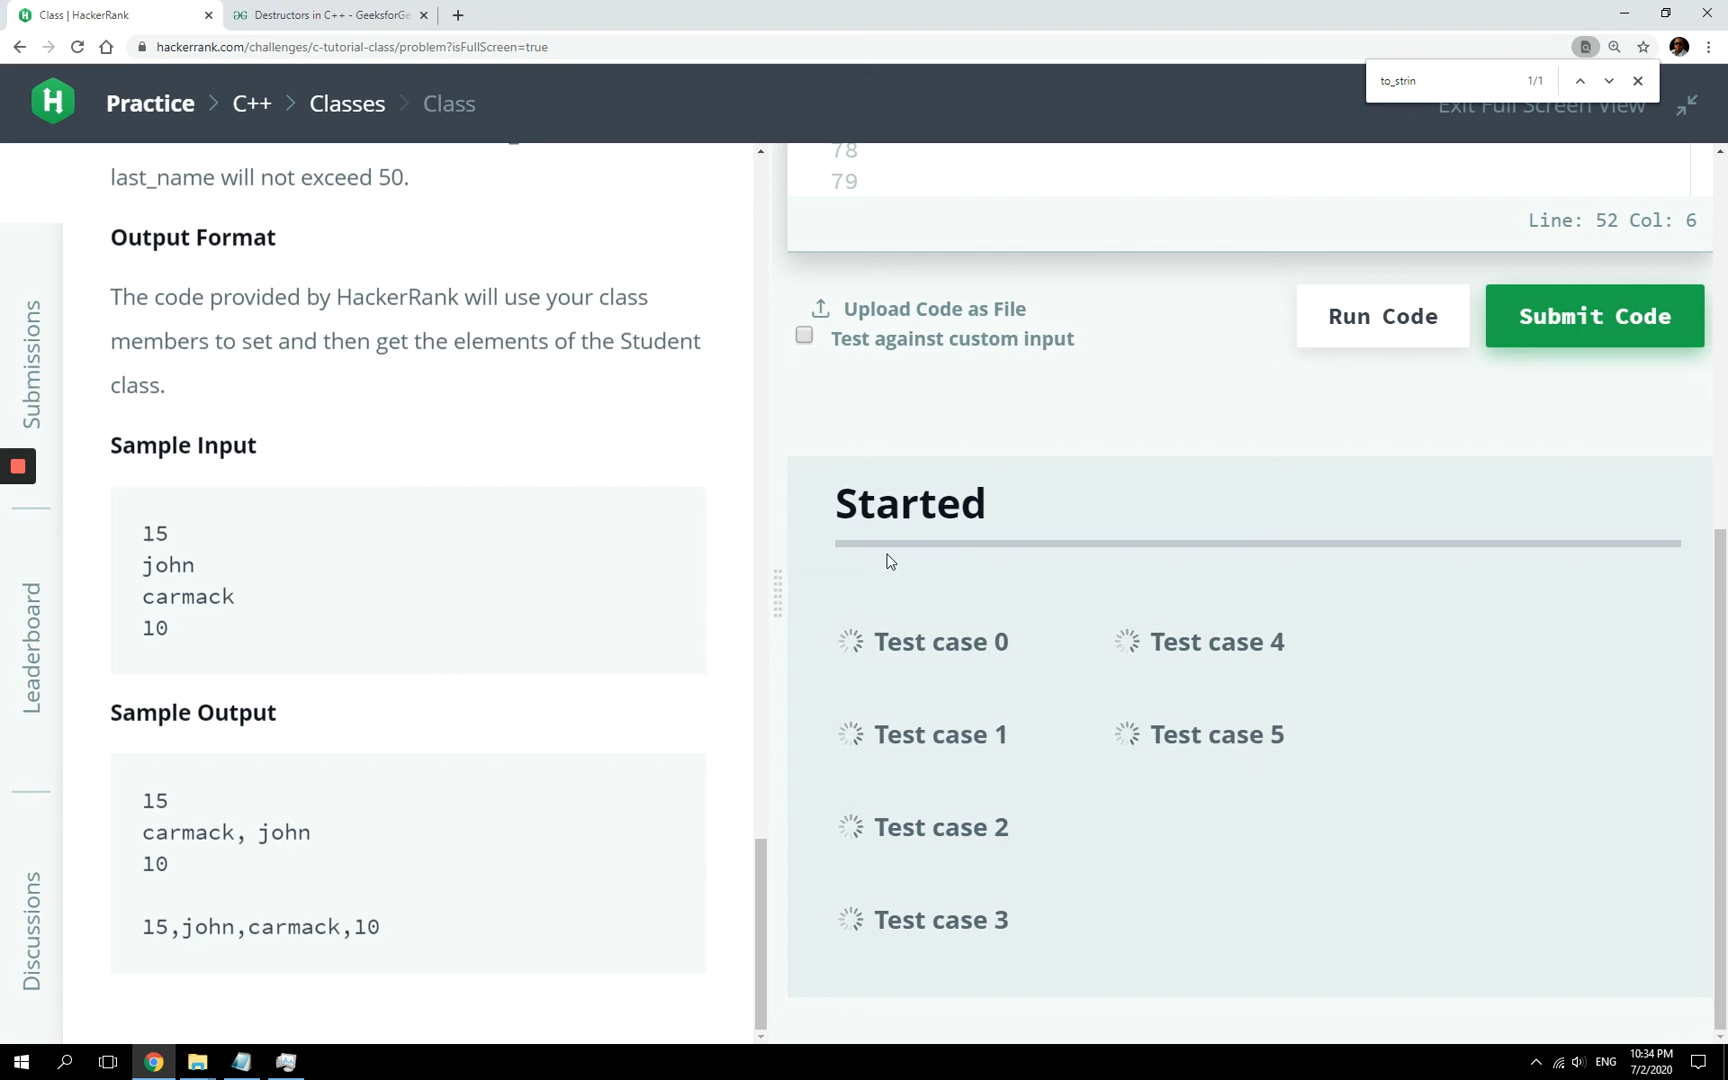 Class | HackerRank
Destructors in C++ - GeeksforGe
hackerrank.com/challenges/c-tutorial-class/problem?isFullScreen=true
to_strin
1/1
H
Practice > C++ > Classes > Class
Exit Full Screen View
last_name will not exceed 50.
Output Format
The code provided by HackerRank will use your class
members to set and then get the elements of the Student
class.
Sample Input
15
john
carmack
10
Sample Output
15
carmack, john
10
15,john,carmack,10
Submissions
Leaderboard
Discussions
78
79
Line: 52 Col: 6
Upload Code as File
Test against custom input
Run Code
Submit Code
Started
Test case 0
Test case 4
Test case 1
Test case 5
Test case 2
Test case 3
ENG
10:34 PM
7/2/2020